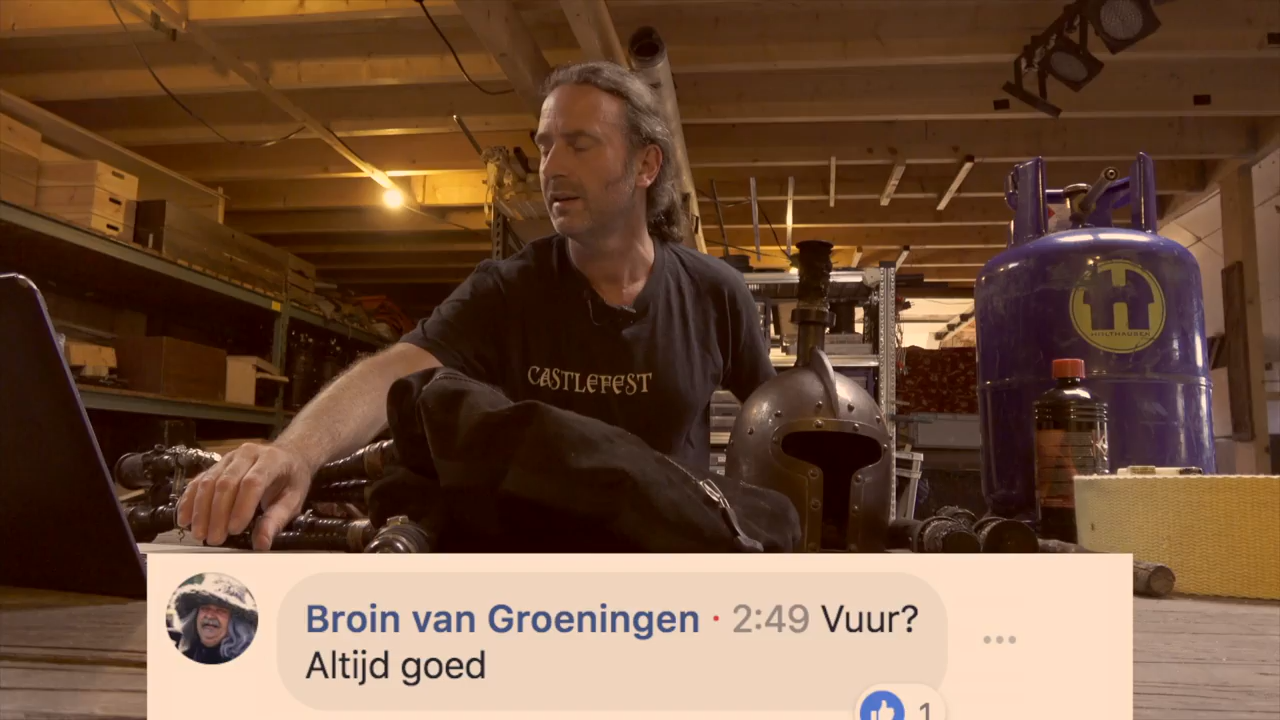 CASTLEFEST
H
HOLTHAUSEN
Broin van Groeningen · 2:49 Vuur?
Altijd goed
1